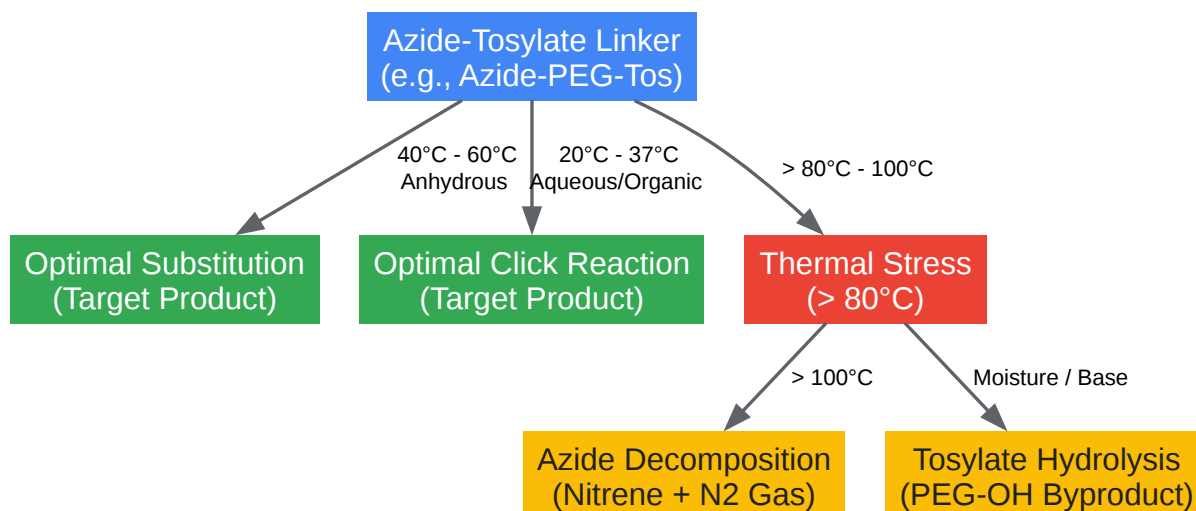 Azide-Tosylate Linker
(e.g., Azide-PEG-Tos)
40°C - 60°C
Anhydrous
20°C - 37°C
Aqueous/Organic
> 80°C - 100°C
Optimal Substitution
(Target Product)
Optimal Click Reaction
(Target Product)
Thermal Stress
(> 80°C)
> 100°C
Moisture / Base
Azide Decomposition
(Nitrene + N2 Gas)
Tosylate Hydrolysis
(PEG-OH Byproduct)